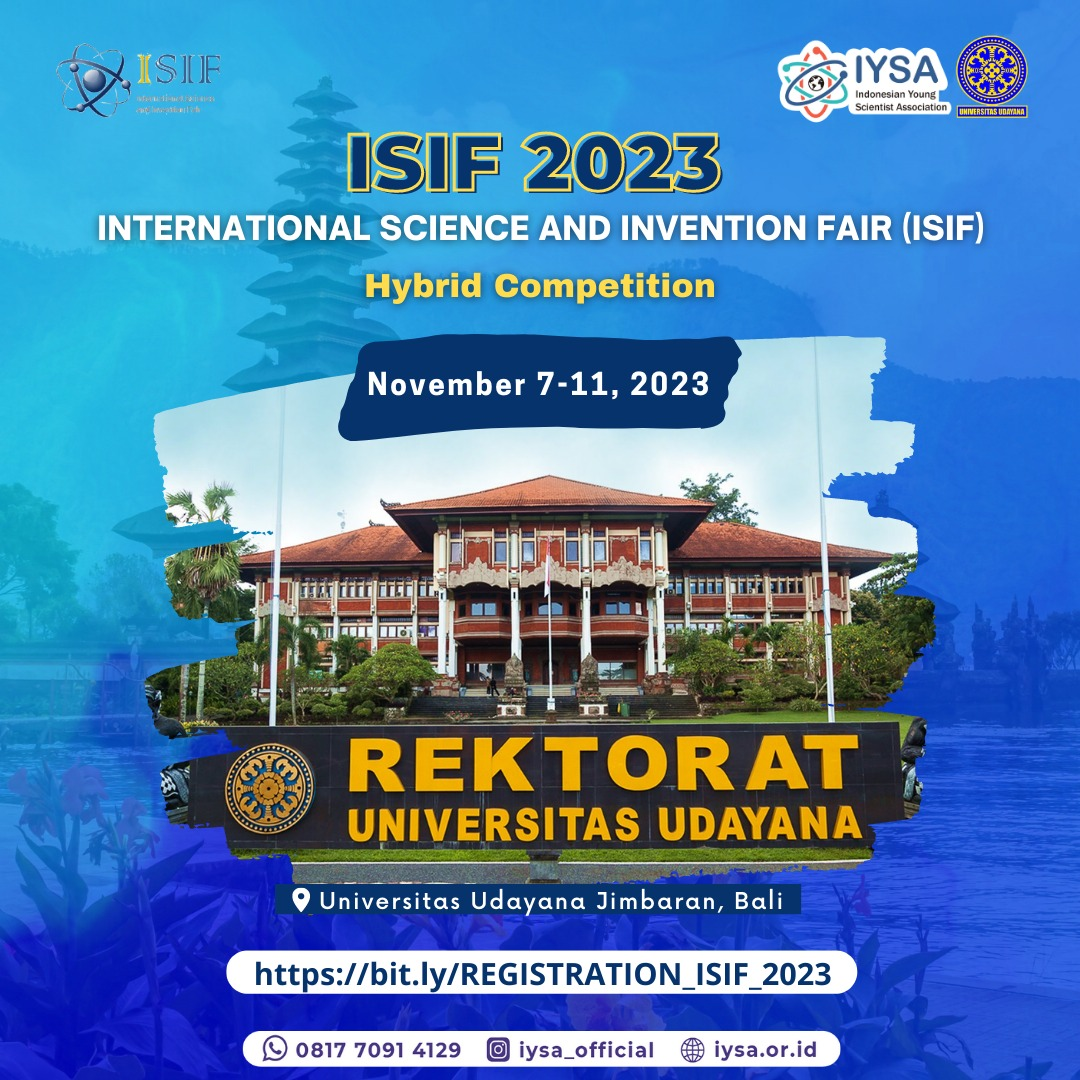 ISIF
IYSA
Indonesian Young
Scientist Association
UNIVERSITAS UDAYANA
ISIF 2023
INTERNATIONAL SCIENCE AND INVENTION FAIR (ISIF)
Hybrid Competition
November 7-11, 2023
REKTORAT
UNIVERSITAS UDAYANA
Universitas Udayana Jimbaran, Bali
https://bit.ly/REGISTRATION_ISIF_2023
0817 7091 4129 iysa_official iysa.or.id